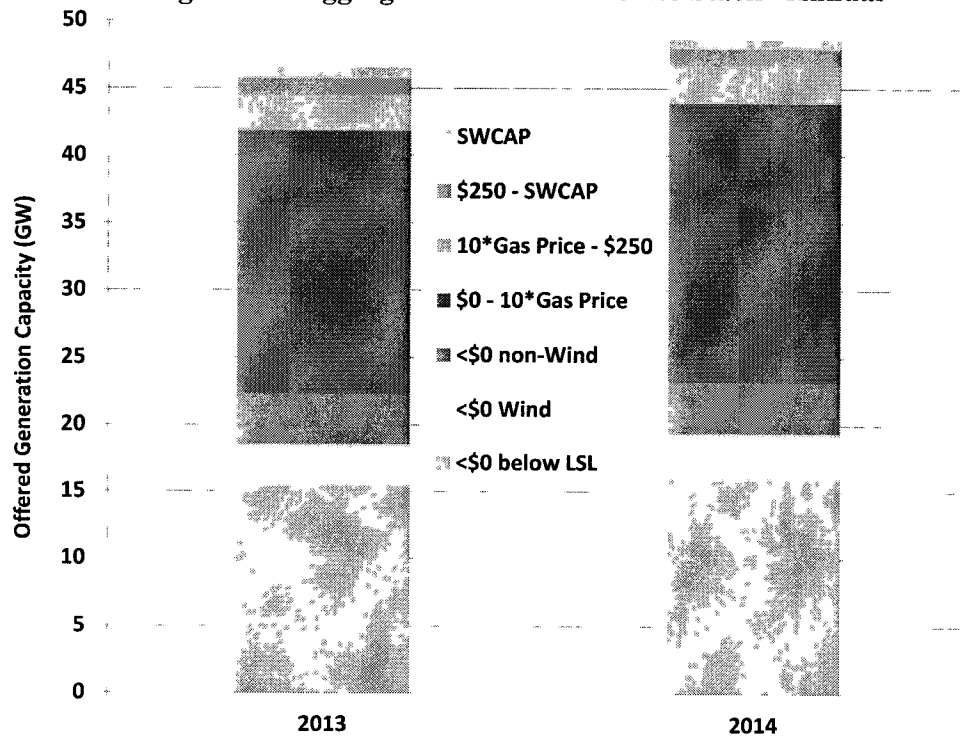 50
45
40
35
30
25
20
15
10
5
0
Offered Generation Capacity (GW)
SWCAP
$250 - SWCAP
10*Gas Price - $250
$0 - 10*Gas Price
<$0 non-Wind
<$0 Wind
<$0 below LSL
2013
2014